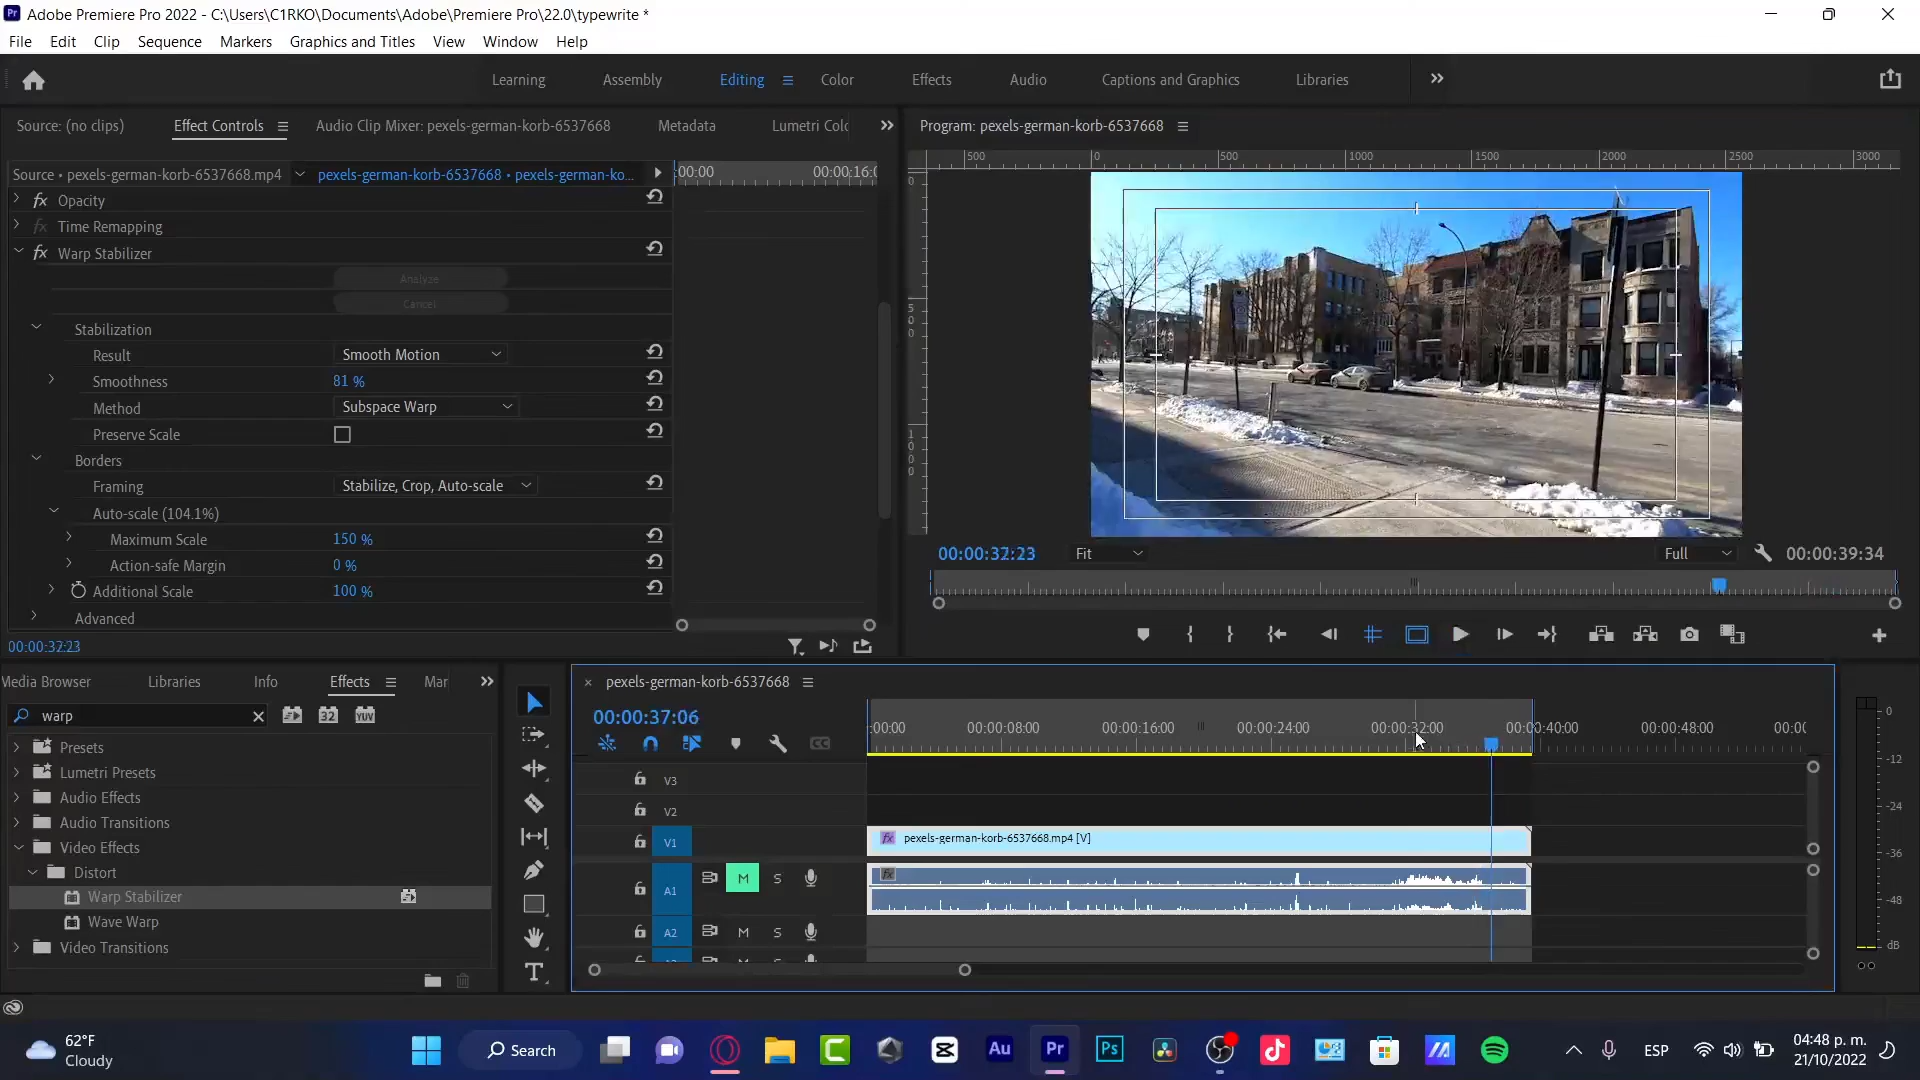 Adobe Premiere Pro 2022 - C:\Users\C1RKO\Documents\Adobe\Premiere Pro\22.0\typewrite *
File Edit Clip Sequence Markers Graphics and Titles View Window Help
Learning Assembly Editing Color Effects Audio Captions and Graphics Libraries
Source: (no clips) Effect Controls Audio Clip Mixer: pexels-german-korb-6537668 Metadata Lumetri Colo
Program: pexels-german-korb-6537668
Source • pexels-german-korb-6537668.mp4 pexels-german-korb-6537668 • pexels-german-ko... :00:00 00:00:16:0
500 0 500 1000 1500 2000 2500 3000
0
500
1000
Opacity
Time Remapping
Warp Stabilizer
Analyze
Cancel
Stabilization
Result Smooth Motion
Smoothness 81 %
Method Subspace Warp
Preserve Scale
Borders
Framing Stabilize, Crop, Auto-scale
Auto-scale (104.1%)
Maximum Scale 150 %
Action-safe Margin 0 %
Additional Scale 100 %
Advanced
00:00:32:23
00:00:32:23 Fit Full 00:00:39:34
Media Browser Libraries Info Effects Mar
warp 32 YUV
Presets
Lumetri Presets
Audio Effects
Audio Transitions
Video Effects
Distort
Warp Stabilizer
Wave Warp
Video Transitions
T
pexels-german-korb-6537668
00:00:37:06
:00:00 00:00:08:00 00:00:16:00 00:00:24:00 00:00:32:00 00:00:40:00 00:00:48:00 00:00
V3
V2
V1 fx pexels-german-korb-6537668.mp4 [V]
A1 M S fx
A2 M S
0
-12
-24
-36
-48
dB
62°F
Cloudy
Search
Au Pr Ps
ESP
04:48 p. m.
21/10/2022